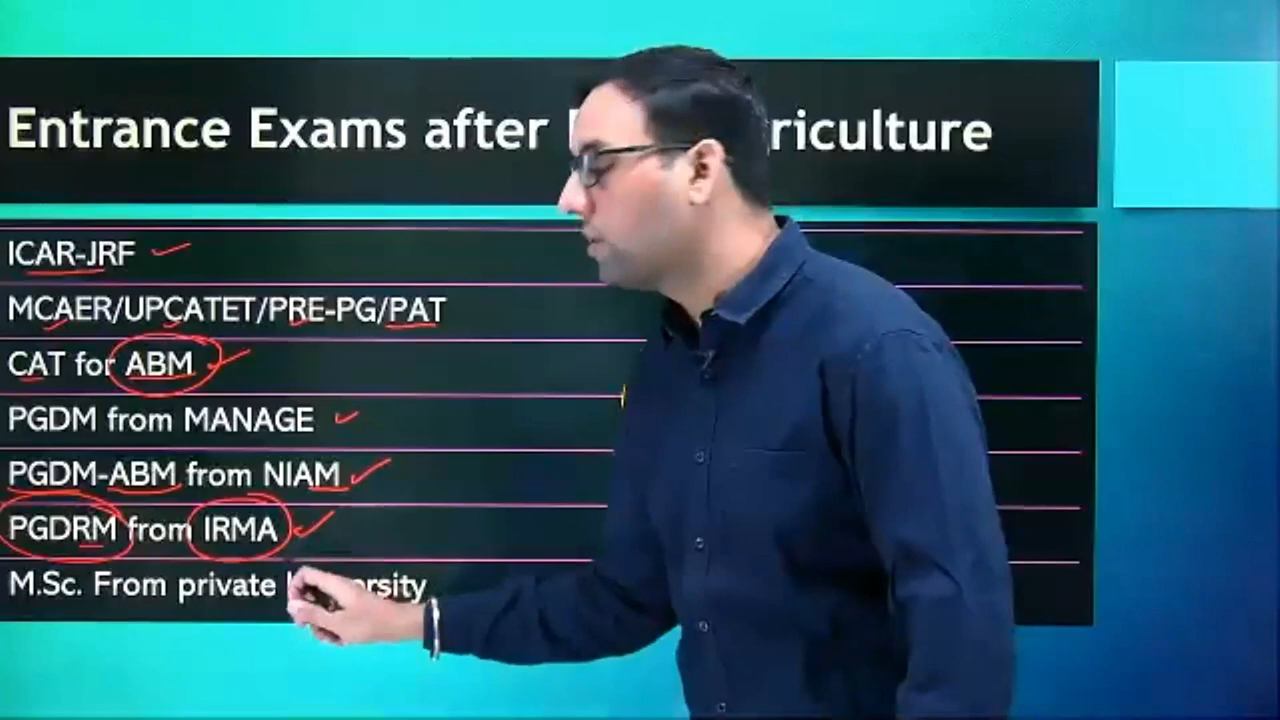 Entrance Exams after riculture
ICAR-JRF
MCAER/UPCATET/PRE-PG/PAT
CAT for ABM
PGDM from MANAGE
PGDM-ABM from NIAM
PGDRM from IRMA
M.Sc. From private ersity